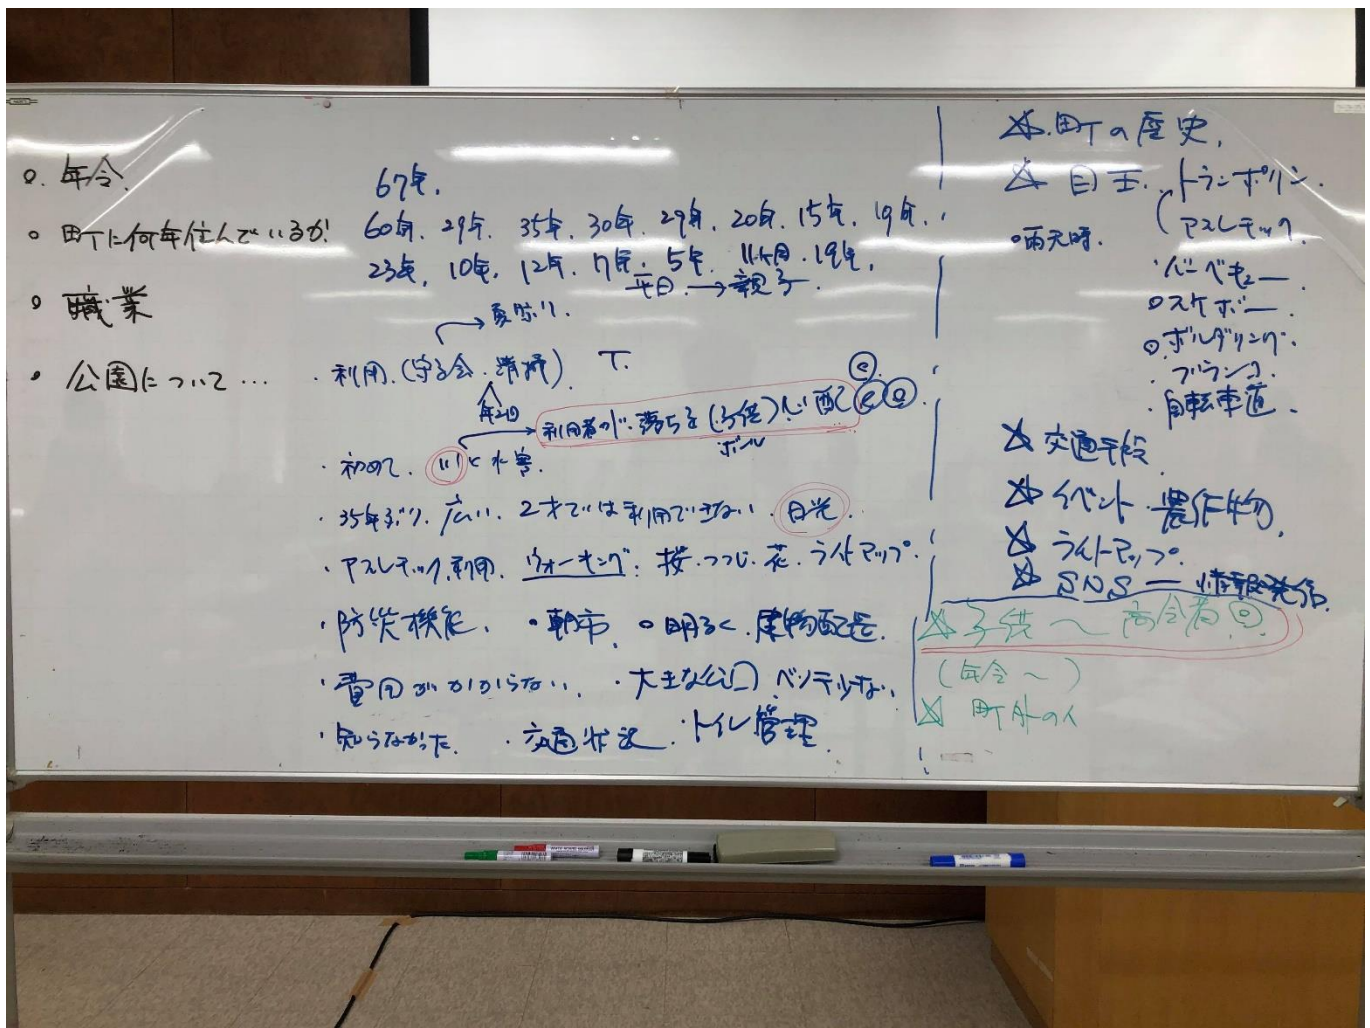 年令
67年.
町に何年住んでいるか
60年. 29年. 35年. 30年. 29年. 20年. 15年. 19年.
23年. 10年. 12年. 7年. 5年. 11ヶ月. 19年.
平日. → 親子.
職業
夏祭り.
公園について…
・利用.(守る会. 清掃)
年2回
利用者が. 落ちる(子供)心配
ボール
・初めて. 川と水害.
・35年ぶり. 広い. 2才では利用できない. 日光.
・アスレチック. 利用. ウォーキング. 桜. つつじ. 花. ライトアップ.
・防災機能. 朝市. 明るく. 建物配置.
・費用がかからない. ・大きな公口 ベンチ少ない
・知らなかった. ・交通状況 ・トイレ管理.
☆.町の歴史.
☆ 目玉. トランポリン.
アスレチック.
雨天時.
バーベキュー
スケボー.
ボルダリング.
ブランコ.
自転車道.
☆ 交通手段
☆ イベント. 農作物.
☆ ライトアップ.
☆ SNS ー 情報発信.
☆ 子供〜高令者
(年令〜)
☆ 町外の人